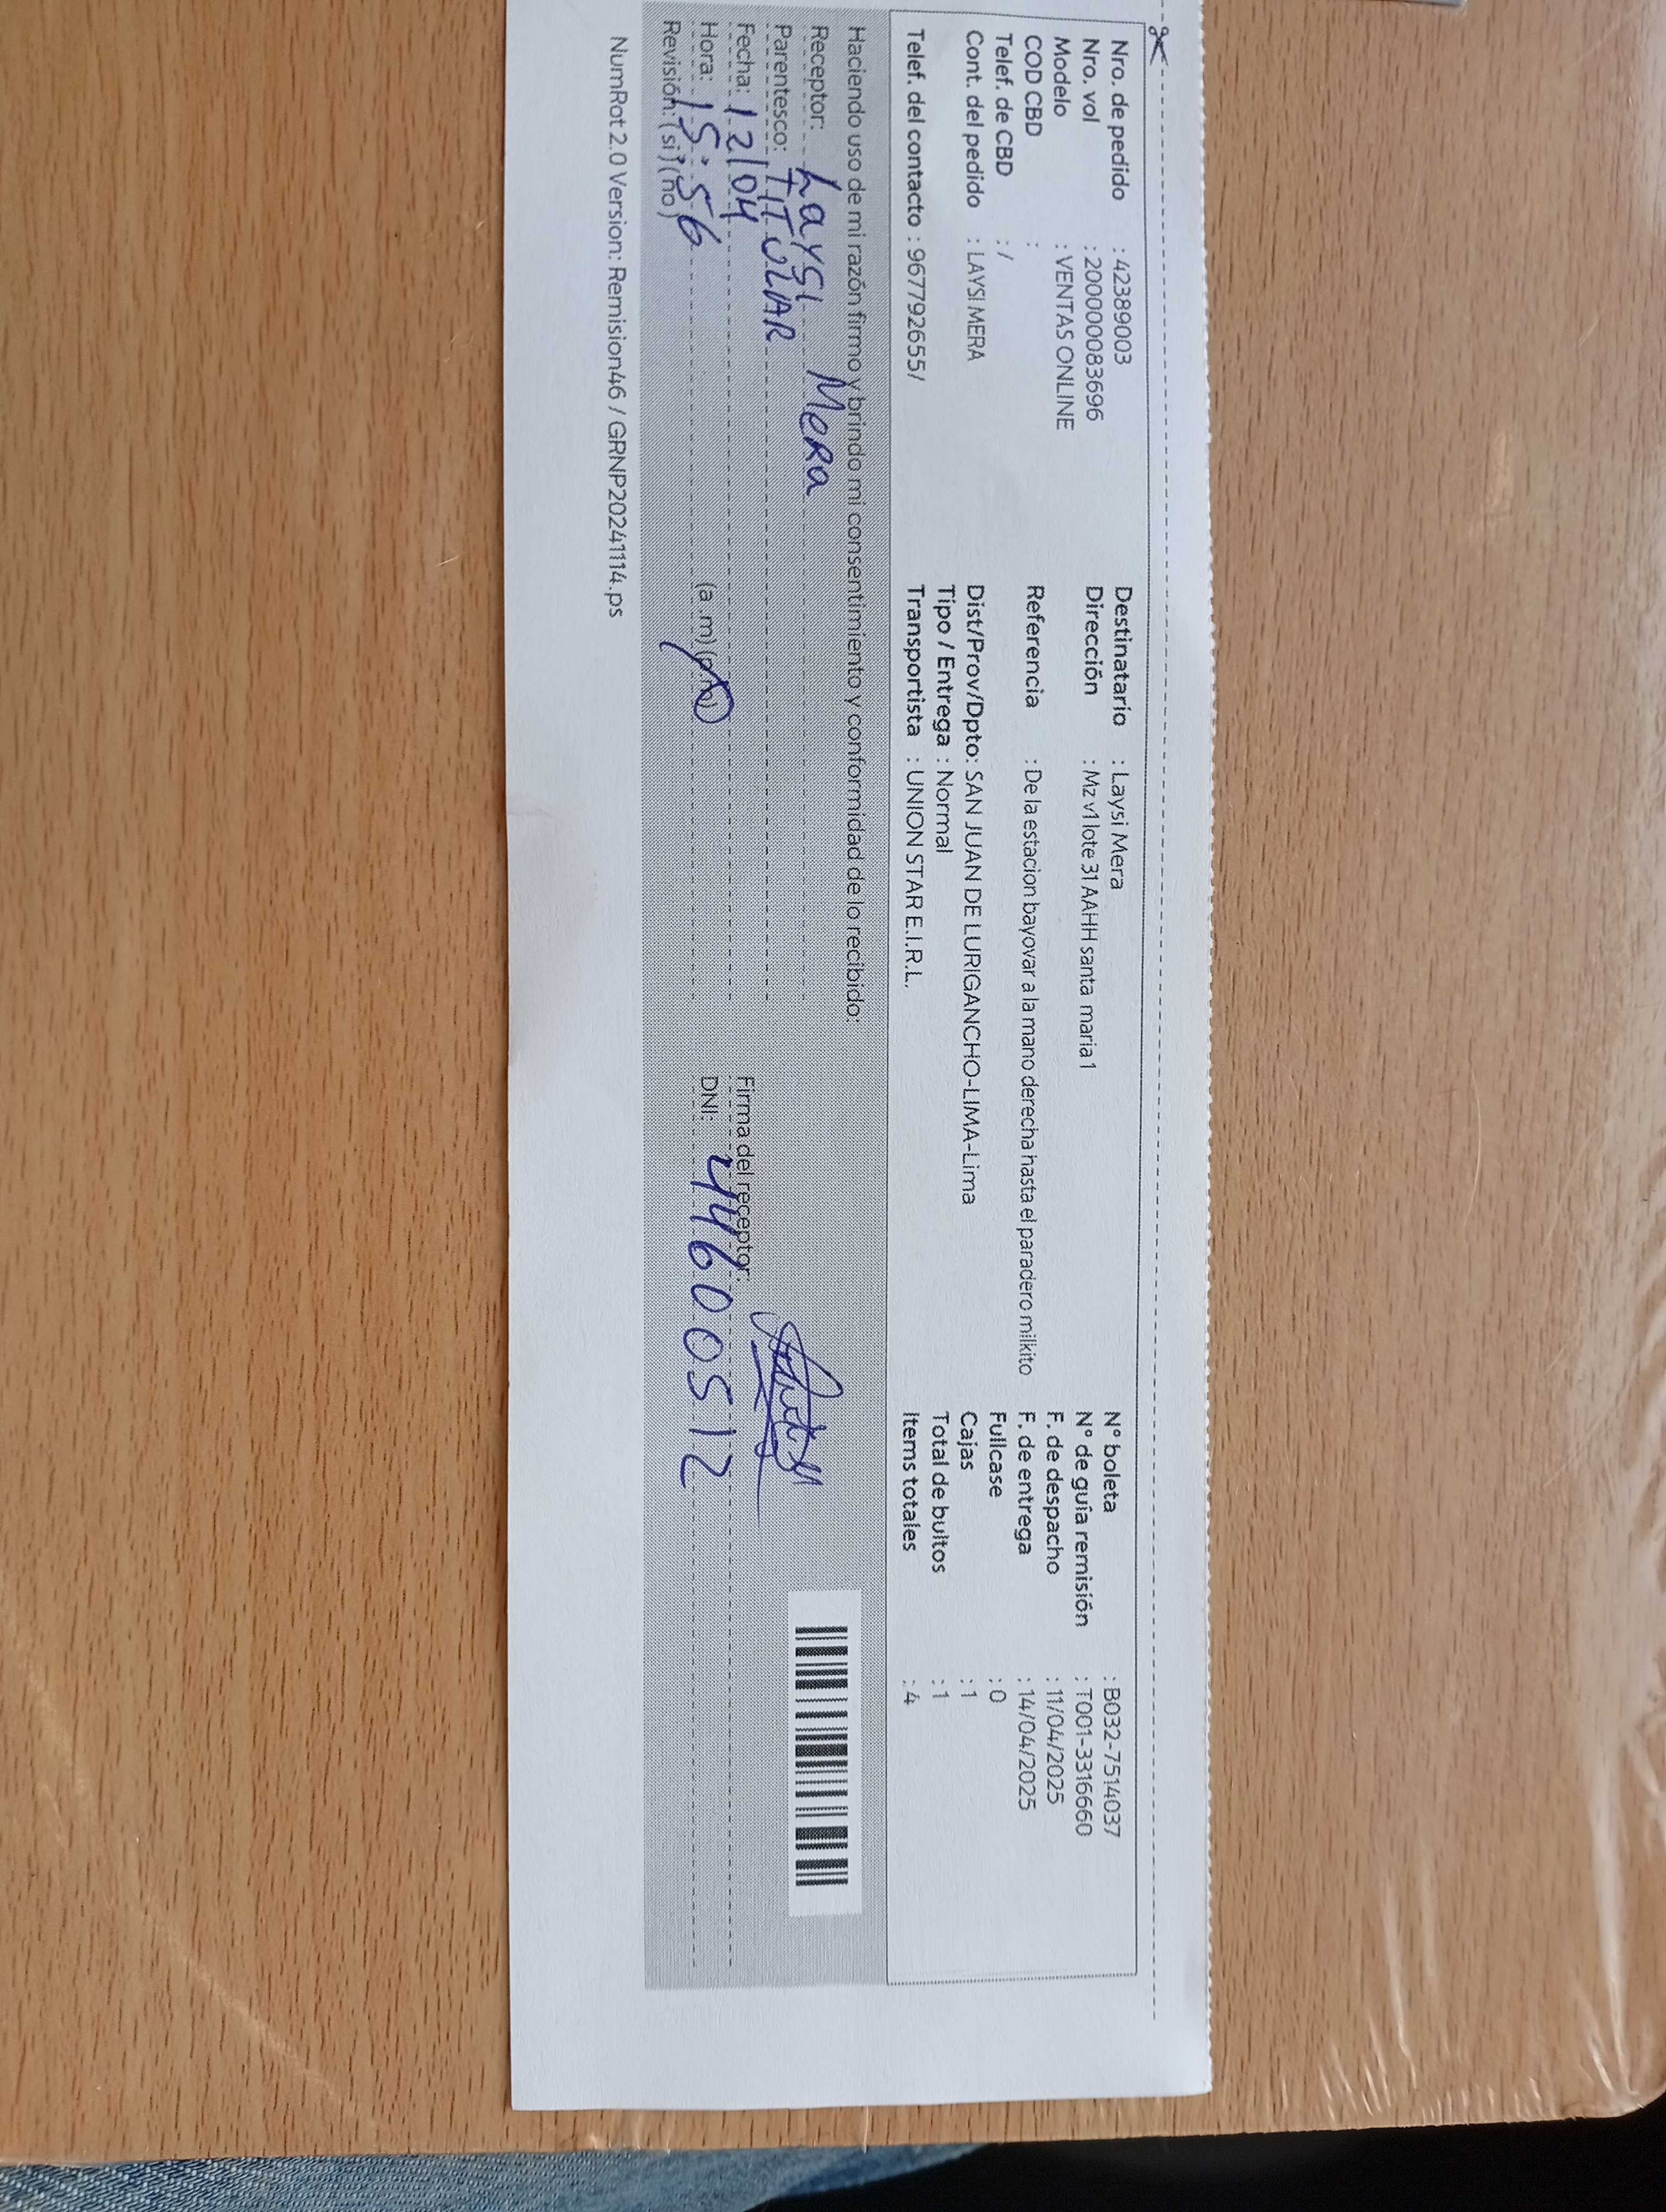 Nro. de pedido : 42389003
Nro. vol : 200000083696
Modelo : VENTAS ONLINE
COD CBD :
Telef. de CBD : /
Cont. del pedido : LAYSI MERA
Telef. del contacto : 967792655/
Destinatario : Laysi Mera
Dirección : Mz v1 lote 31 AAHH santa maria 1
Referencia : De la estacion bayovar a la mano derecha hasta el paradero milkito
Dist/Prov/Dpto: SAN JUAN DE LURIGANCHO-LIMA-Lima
Tipo / Entrega : Normal
Transportista : UNION STAR E.I.R.L.
N° boleta : B032-7514037
N° de guía remisión : T001-3316660
F. de despacho : 11/04/2025
F. de entrega : 14/04/2025
Fullcase : 0
Cajas : 1
Total de bultos : 1
Items totales : 4
Haciendo uso de mi razón firmo y brindo mi consentimiento y conformidad de lo recibido:
Receptor: Laysi Mera
Parentesco: TITULAR
Fecha: 12/04
Hora: 15:56 (a.m) (p.m)
Revisión: (si) (no)
Firma del receptor:
DNI: 44600512
NumRot 2.0 Version: Remision46 / GRNP20241114.ps